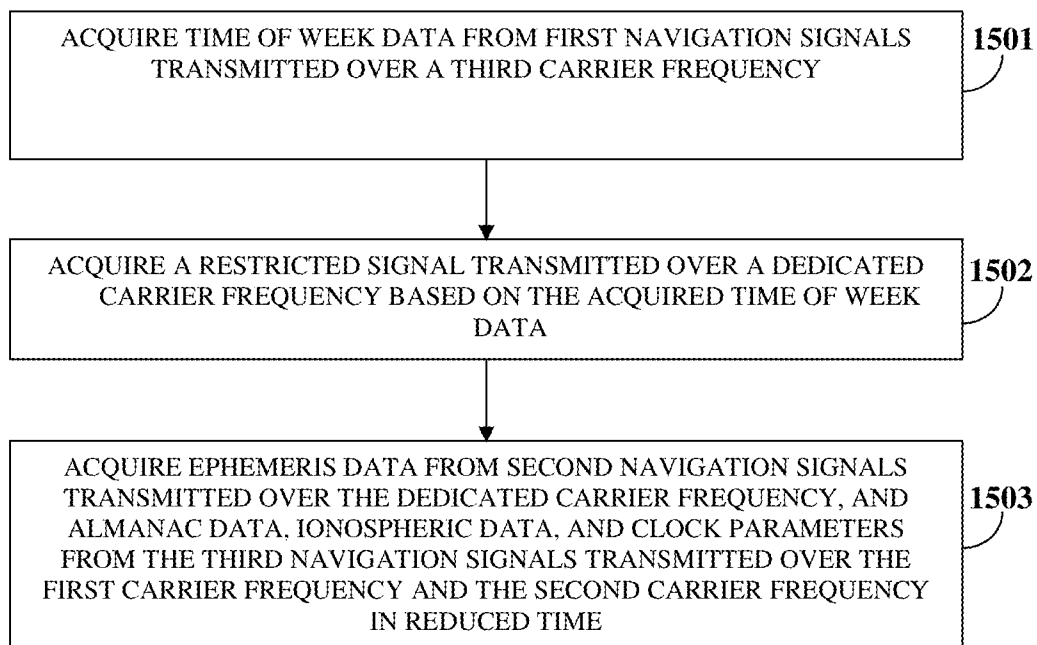 ACQUIRE TIME OF WEEK DATA FROM FIRST NAVIGATION SIGNALS
TRANSMITTED OVER A THIRD CARRIER FREQUENCY
1501
ACQUIRE A RESTRICTED SIGNAL TRANSMITTED OVER A DEDICATED
CARRIER FREQUENCY BASED ON THE ACQUIRED TIME OF WEEK
DATA
1502
ACQUIRE EPHEMERIS DATA FROM SECOND NAVIGATION SIGNALS
TRANSMITTED OVER THE DEDICATED CARRIER FREQUENCY, AND
ALMANAC DATA, IONOSPHERIC DATA, AND CLOCK PARAMETERS
FROM THE THIRD NAVIGATION SIGNALS TRANSMITTED OVER THE
FIRST CARRIER FREQUENCY AND THE SECOND CARRIER FREQUENCY
IN REDUCED TIME
1503